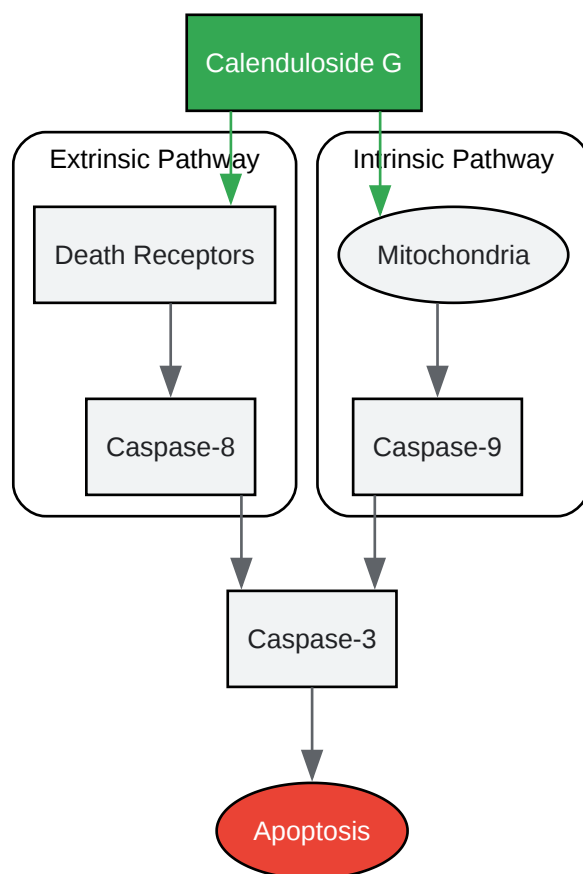 Calenduloside G
Extrinsic Pathway
Intrinsic Pathway
Death Receptors
Mitochondria
Caspase-8
Caspase-9
Caspase-3
Apoptosis